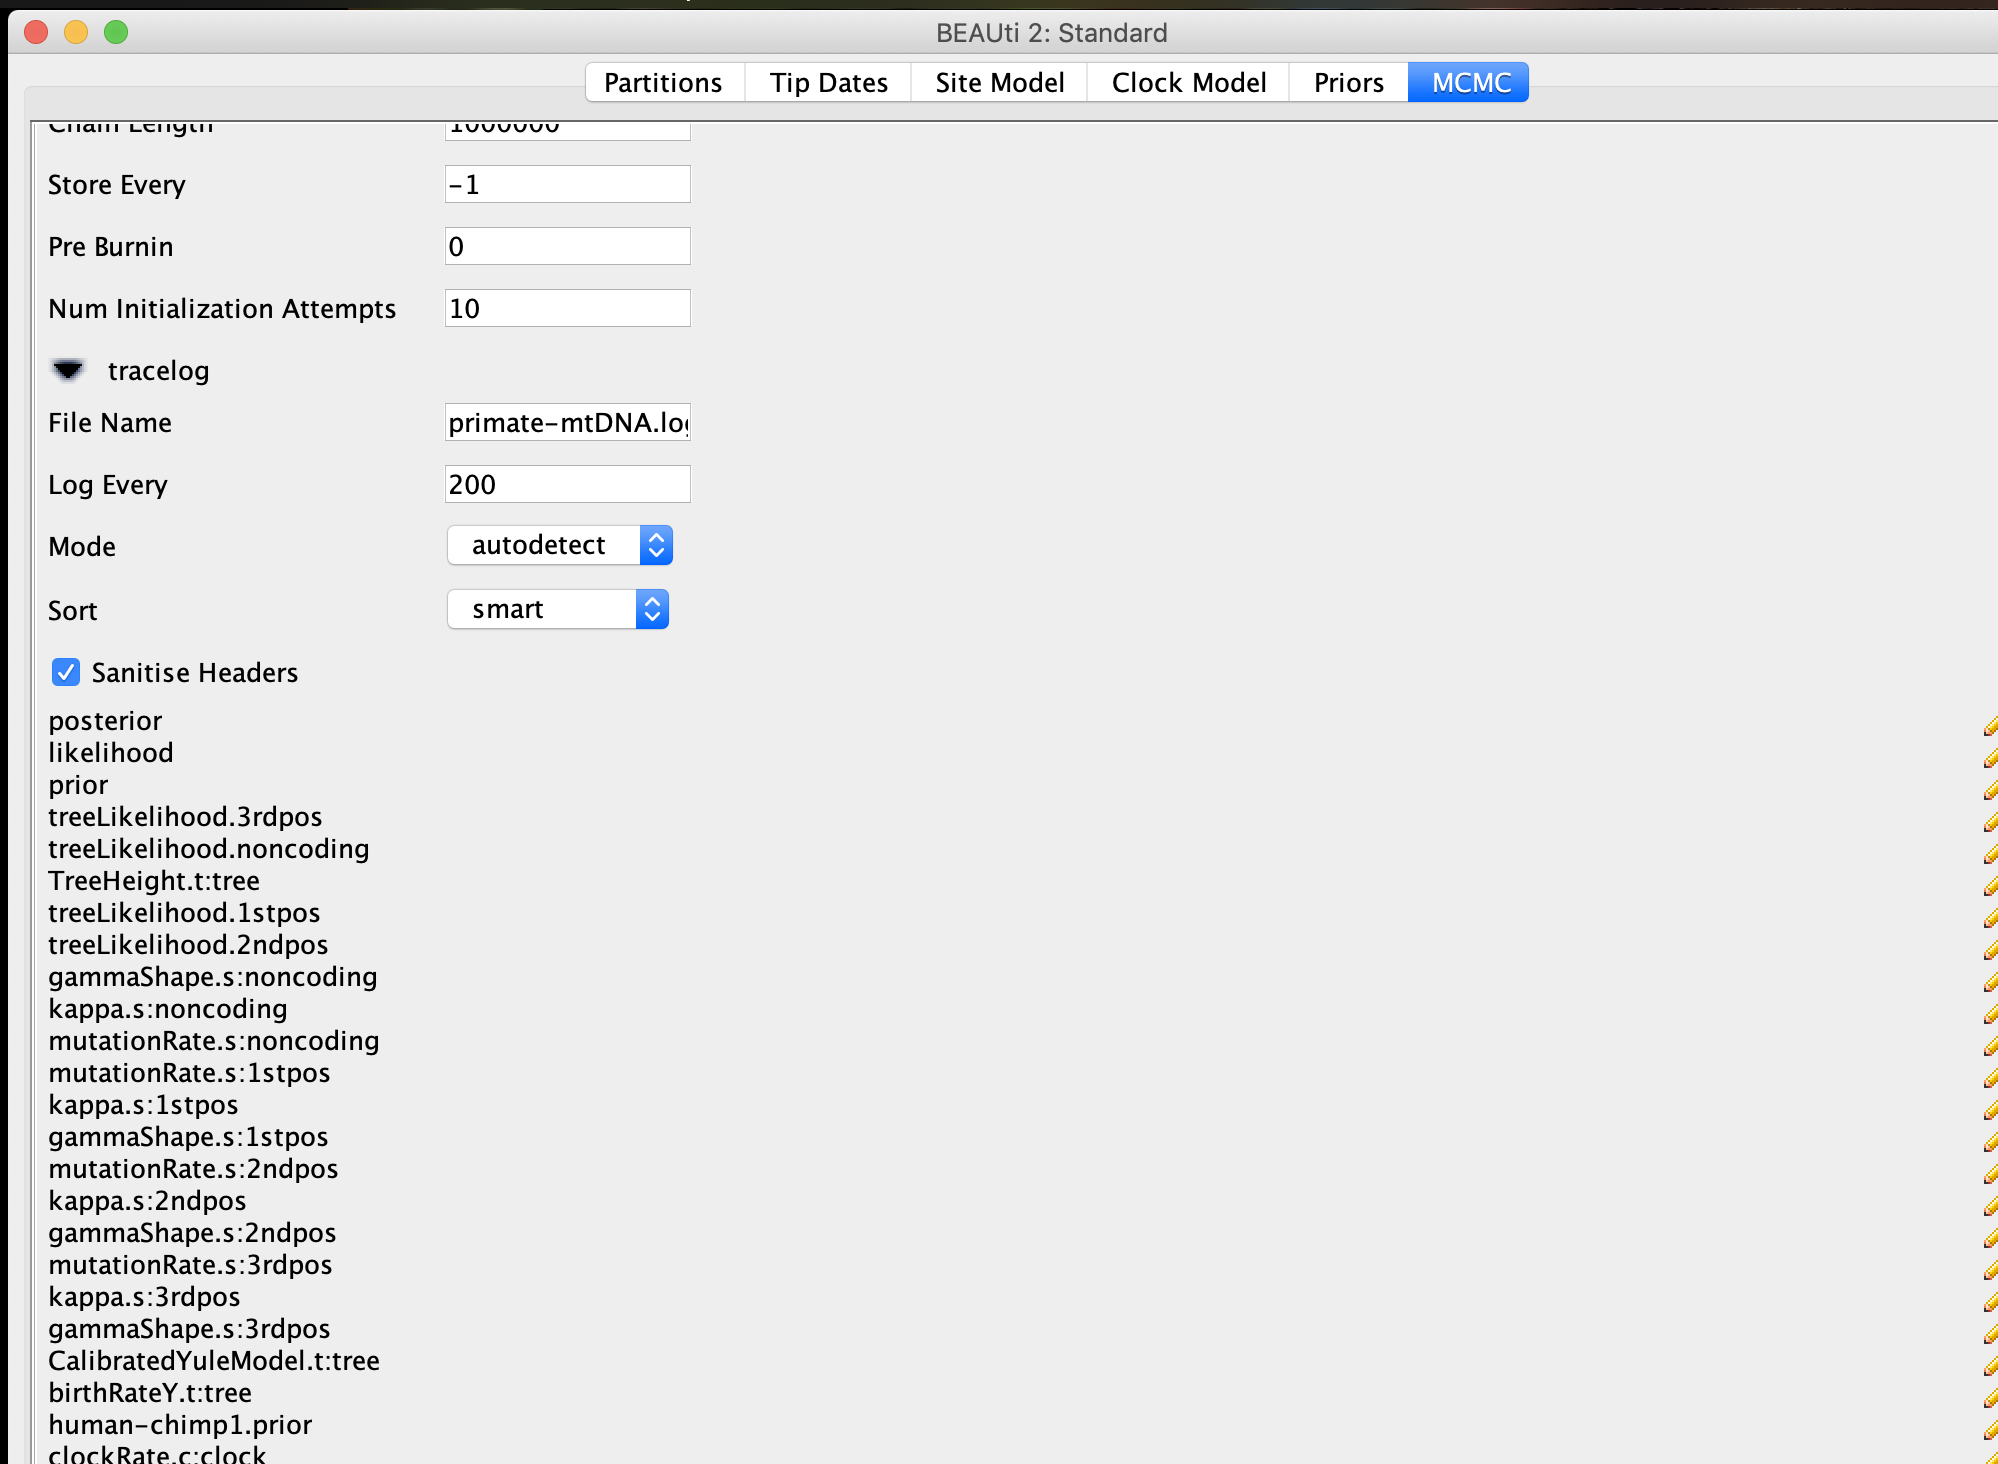 BEAUti 2: Standard
Partitions Tip Dates Site Model Clock Model Priors MCMC
Chain Length 1000000
Store Every -1
Pre Burnin 0
Num Initialization Attempts 10
tracelog
File Name primate-mtDNA.log
Log Every 200
Mode autodetect
Sort smart
Sanitise Headers
posterior
likelihood
prior
treeLikelihood.3rdpos
treeLikelihood.noncoding
TreeHeight.t:tree
treeLikelihood.1stpos
treeLikelihood.2ndpos
gammaShape.s:noncoding
kappa.s:noncoding
mutationRate.s:noncoding
mutationRate.s:1stpos
kappa.s:1stpos
gammaShape.s:1stpos
mutationRate.s:2ndpos
kappa.s:2ndpos
gammaShape.s:2ndpos
mutationRate.s:3rdpos
kappa.s:3rdpos
gammaShape.s:3rdpos
CalibratedYuleModel.t:tree
birthRateY.t:tree
human-chimp1.prior
clockRate.c:clock